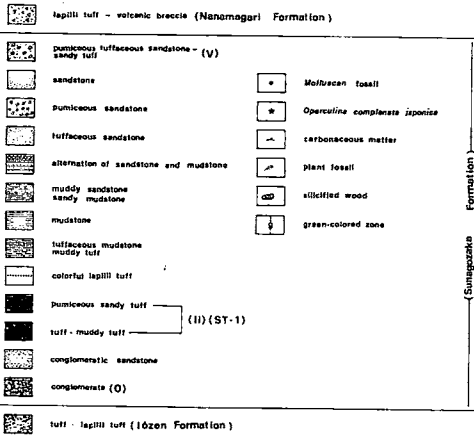 lapilli tuff - volcanic breccia (Nanamagari Formation)
pumiceous tuffaceous sandstone -
sandy tuff (V)
sandstone
pumiceous sandstone
tuffaceous sandstone
alternation of sandstone and mudstone
muddy sandstone
sandy mudstone
mudstone
tuffaceous mudstone
muddy tuff
colorful lapilli tuff
pumiceous sandy tuff
(II) (ST-1)
tuff - muddy tuff
conglomeratic sandstone
conglomerate (O)
Molluscan fossil
Operculina complanata japonica
carbonaceous matter
plant fossil
silicified wood
green-colored zone
(Sunagozaka Formation)
tuff - lapilli tuff (Iôzen Formation)